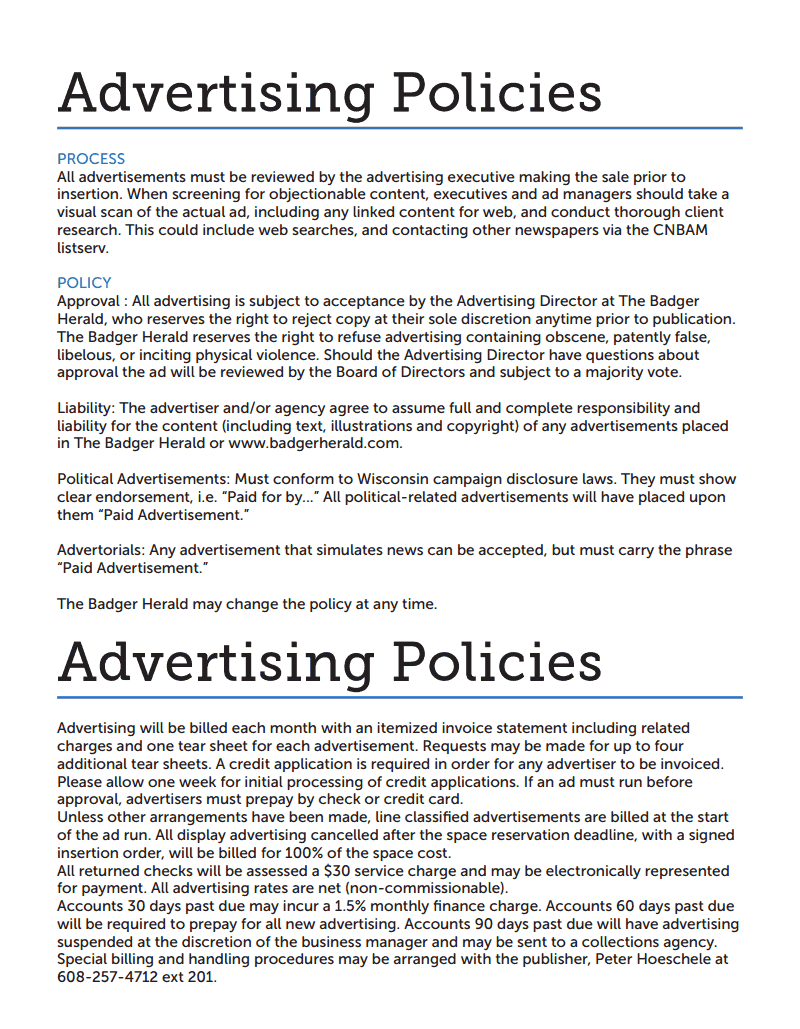 Advertising Policies
PROCESS
All advertisements must be reviewed by the advertising executive making the sale prior to
insertion. When screening for objectionable content, executives and ad managers should take a
visual scan of the actual ad, including any linked content for web, and conduct thorough client
research. This could include web searches, and contacting other newspapers via the CNBAM
listserv.
POLICY
Approval : All advertising is subject to acceptance by the Advertising Director at The Badger
Herald, who reserves the right to reject copy at their sole discretion anytime prior to publication.
The Badger Herald reserves the right to refuse advertising containing obscene, patently false,
libelous, or inciting physical violence. Should the Advertising Director have questions about
approval the ad will be reviewed by the Board of Directors and subject to a majority vote.
Liability: The advertiser and/or agency agree to assume full and complete responsibility and
liability for the content (including text, illustrations and copyright) of any advertisements placed
in The Badger Herald or www.badgerherald.com.
Political Advertisements: Must conform to Wisconsin campaign disclosure laws. They must show
clear endorsement, i.e. “Paid for by...” All political-related advertisements will have placed upon
them “Paid Advertisement.”
Advertorials: Any advertisement that simulates news can be accepted, but must carry the phrase
“Paid Advertisement.”
The Badger Herald may change the policy at any time.
Advertising Policies
Advertising will be billed each month with an itemized invoice statement including related
charges and one tear sheet for each advertisement. Requests may be made for up to four
additional tear sheets. A credit application is required in order for any advertiser to be invoiced.
Please allow one week for initial processing of credit applications. If an ad must run before
approval, advertisers must prepay by check or credit card.
Unless other arrangements have been made, line classified advertisements are billed at the start
of the ad run. All display advertising cancelled after the space reservation deadline, with a signed
insertion order, will be billed for 100% of the space cost.
All returned checks will be assessed a $30 service charge and may be electronically represented
for payment. All advertising rates are net (non-commissionable).
Accounts 30 days past due may incur a 1.5% monthly finance charge. Accounts 60 days past due
will be required to prepay for all new advertising. Accounts 90 days past due will have advertising
suspended at the discretion of the business manager and may be sent to a collections agency.
Special billing and handling procedures may be arranged with the publisher, Peter Hoeschele at
608-257-4712 ext 201.